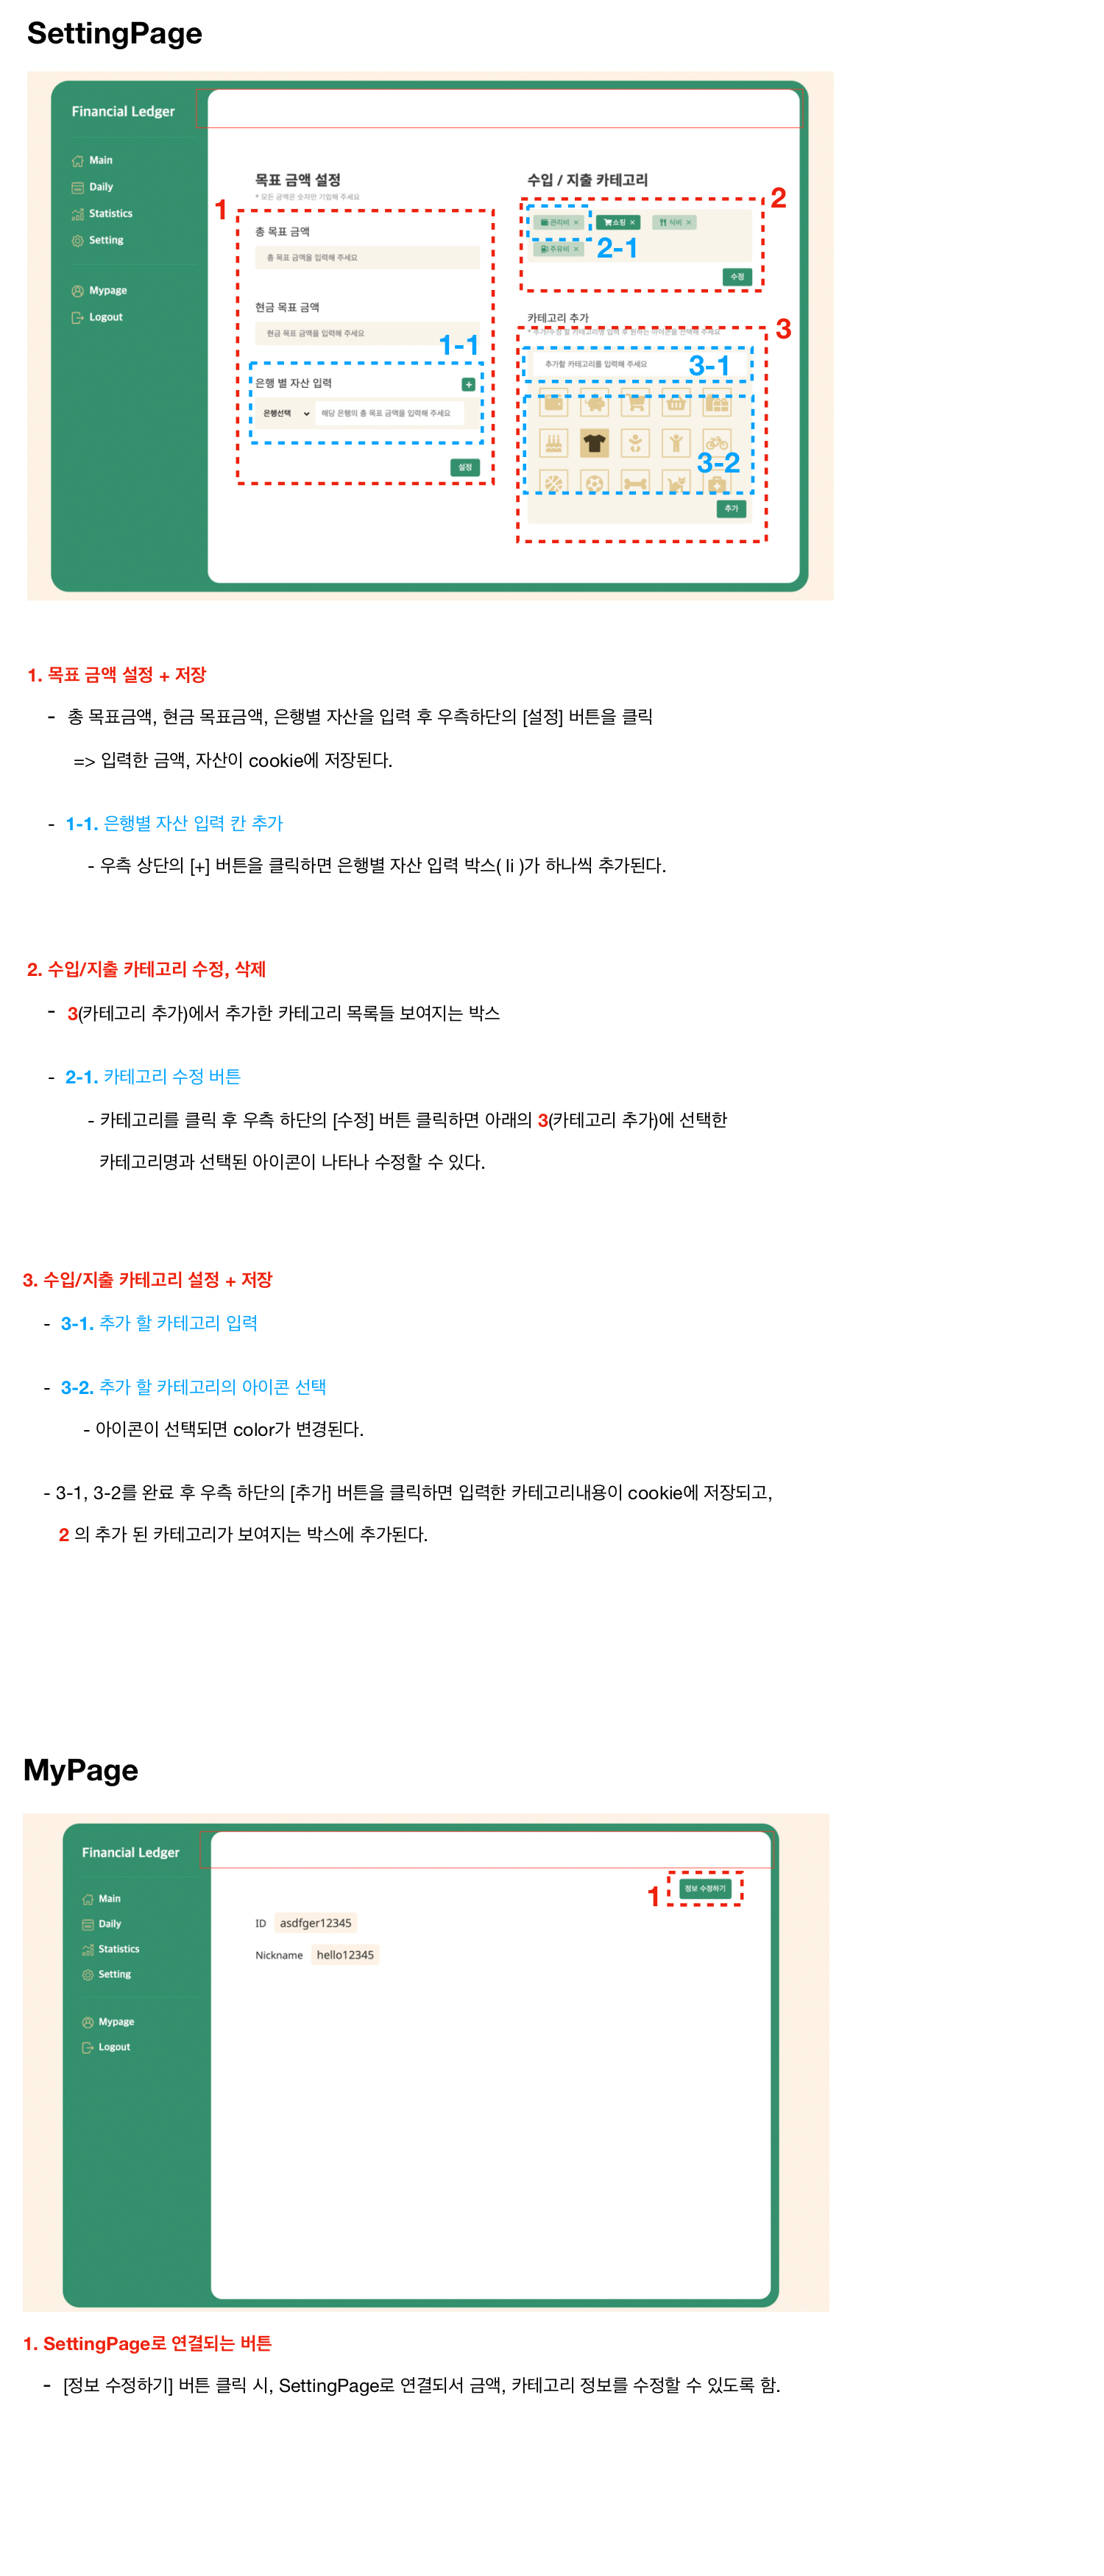 SettingPage
Financial Ledger
Main
Daily
Statistics
Setting
Mypage
Logout
목표 금액 설정
* 모든 금액은 숫자만 기입해 주세요
1
총 목표 금액
총 목표 금액을 입력해 주세요
현금 목표 금액
현금 목표 금액을 입력해 주세요
1-1
은행 별 자산 입력
+
은행선택
해당 은행의 총 목표 금액을 입력해 주세요
설정
수입 / 지출 카테고리
2
관리비 ×
쇼핑 ×
식비 ×
주유비 ×
2-1
수정
카테고리 추가
* 추가/수정 할 카테고리명 입력 후 원하는 아이콘을 선택해 주세요
3
추가할 카테고리를 입력해 주세요
3-1
3-2
추가
1. 목표 금액 설정 + 저장
- 총 목표금액, 현금 목표금액, 은행별 자산을 입력 후 우측하단의 [설정] 버튼을 클릭
=> 입력한 금액, 자산이 cookie에 저장된다.
- 1-1. 은행별 자산 입력 칸 추가
- 우측 상단의 [+] 버튼을 클릭하면 은행별 자산 입력 박스( li )가 하나씩 추가된다.
2. 수입/지출 카테고리 수정, 삭제
- 3(카테고리 추가)에서 추가한 카테고리 목록들 보여지는 박스
- 2-1. 카테고리 수정 버튼
- 카테고리를 클릭 후 우측 하단의 [수정] 버튼 클릭하면 아래의 3(카테고리 추가)에 선택한
카테고리명과 선택된 아이콘이 나타나 수정할 수 있다.
3. 수입/지출 카테고리 설정 + 저장
- 3-1. 추가 할 카테고리 입력
- 3-2. 추가 할 카테고리의 아이콘 선택
- 아이콘이 선택되면 color가 변경된다.
- 3-1, 3-2를 완료 후 우측 하단의 [추가] 버튼을 클릭하면 입력한 카테고리내용이 cookie에 저장되고,
2 의 추가 된 카테고리가 보여지는 박스에 추가된다.
MyPage
Financial Ledger
Main
Daily
Statistics
Setting
Mypage
Logout
1
정보 수정하기
ID asdfger12345
Nickname hello12345
1. SettingPage로 연결되는 버튼
- [정보 수정하기] 버튼 클릭 시, SettingPage로 연결되서 금액, 카테고리 정보를 수정할 수 있도록 함.